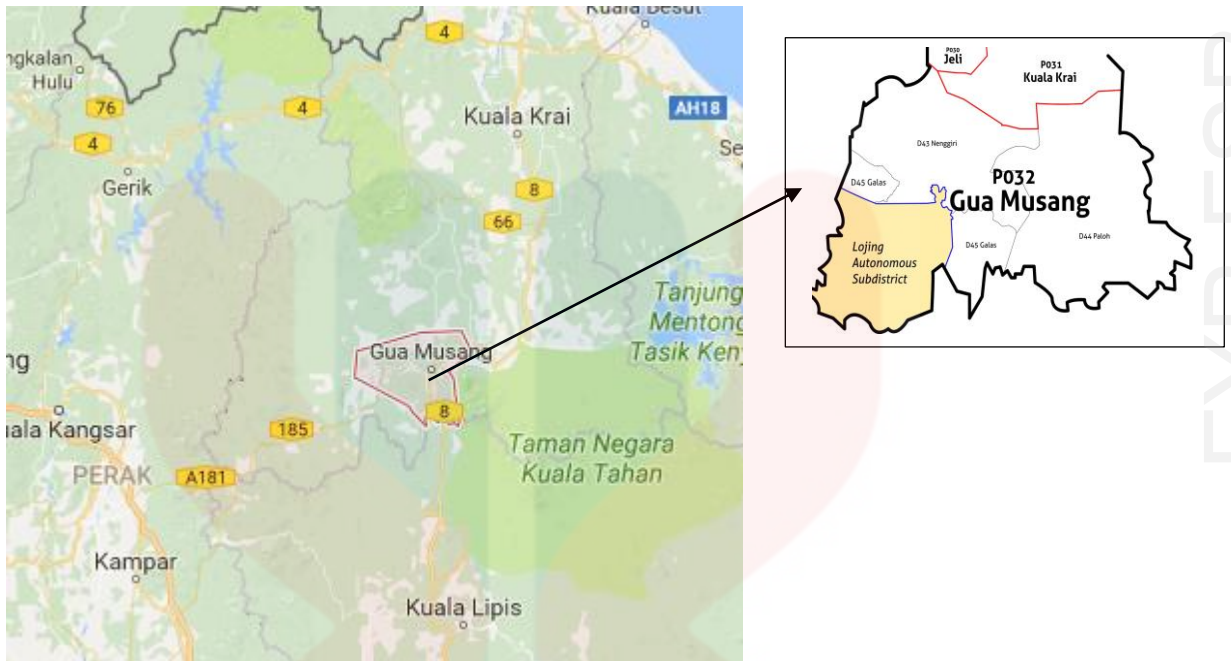 Kuala Besut
4
ngkalan
Hulu
76
4
4
Kuala Krai
AH18
Se
Gerik
8
66
Tanjung
Mentong
Tasik Keny
Gua Musang
ng
8
uala Kangsar
185
Taman Negara
Kuala Tahan
PERAK
A181
Kampar
Kuala Lipis
P030
Jeli
P031
Kuala Krai
D43 Nenggiri
D45 Galas
P032
Gua Musang
D45 Galas
D44 Paloh
Lojing
Autonomous
Subdistrict